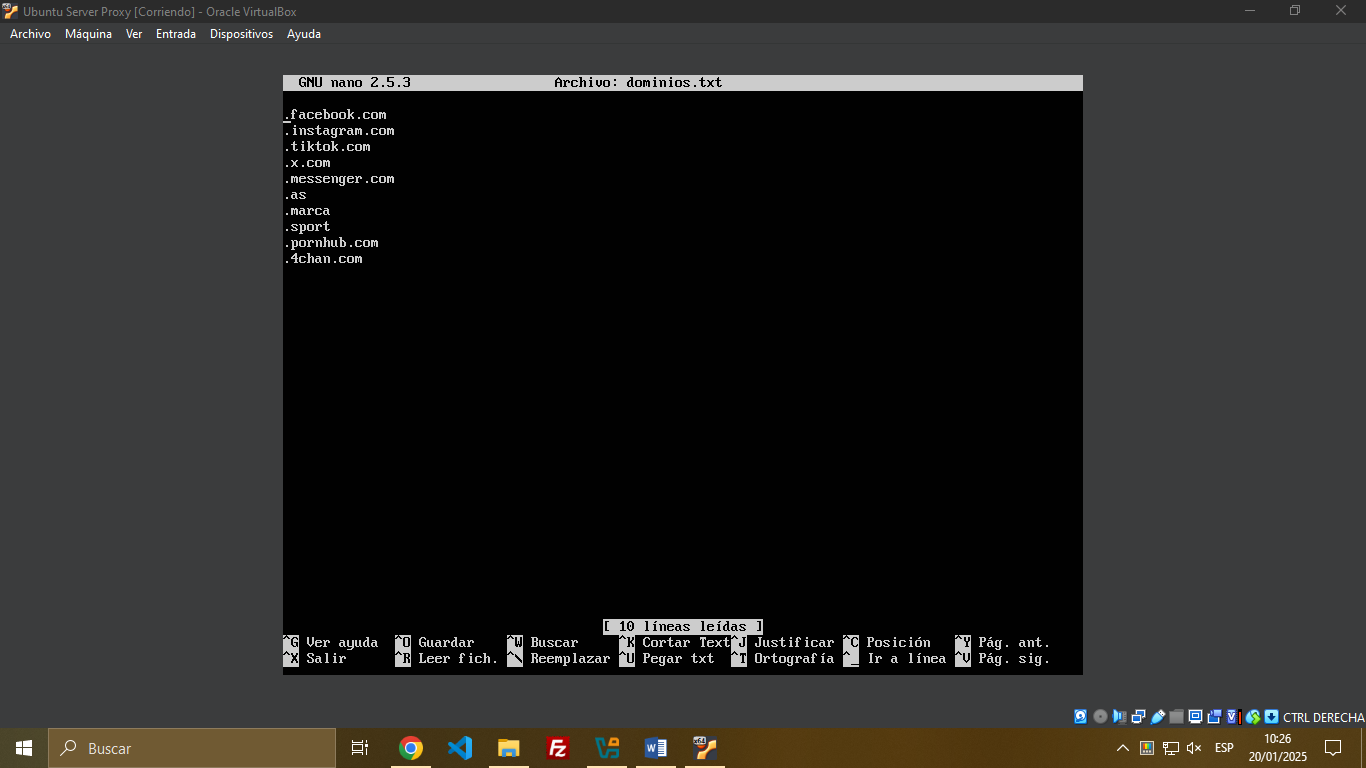 Ubuntu Server Proxy [Corriendo] - Oracle VirtualBox
Archivo Máquina Ver Entrada Dispositivos Ayuda
GNU nano 2.5.3 Archivo: dominios.txt
.facebook.com
.instagram.com
.tiktok.com
.x.com
.messenger.com
.as
.marca
.sport
.pornhub.com
.4chan.com
[ 10 líneas leídas ]
^G Ver ayuda ^O Guardar ^W Buscar ^K Cortar Text ^J Justificar ^C Posición ^Y Pág. ant.
^X Salir ^R Leer fich. ^\ Reemplazar ^U Pegar txt ^T Ortografía ^_ Ir a línea ^V Pág. sig.
CTRL DERECHA
Buscar
ESP
10:26
20/01/2025